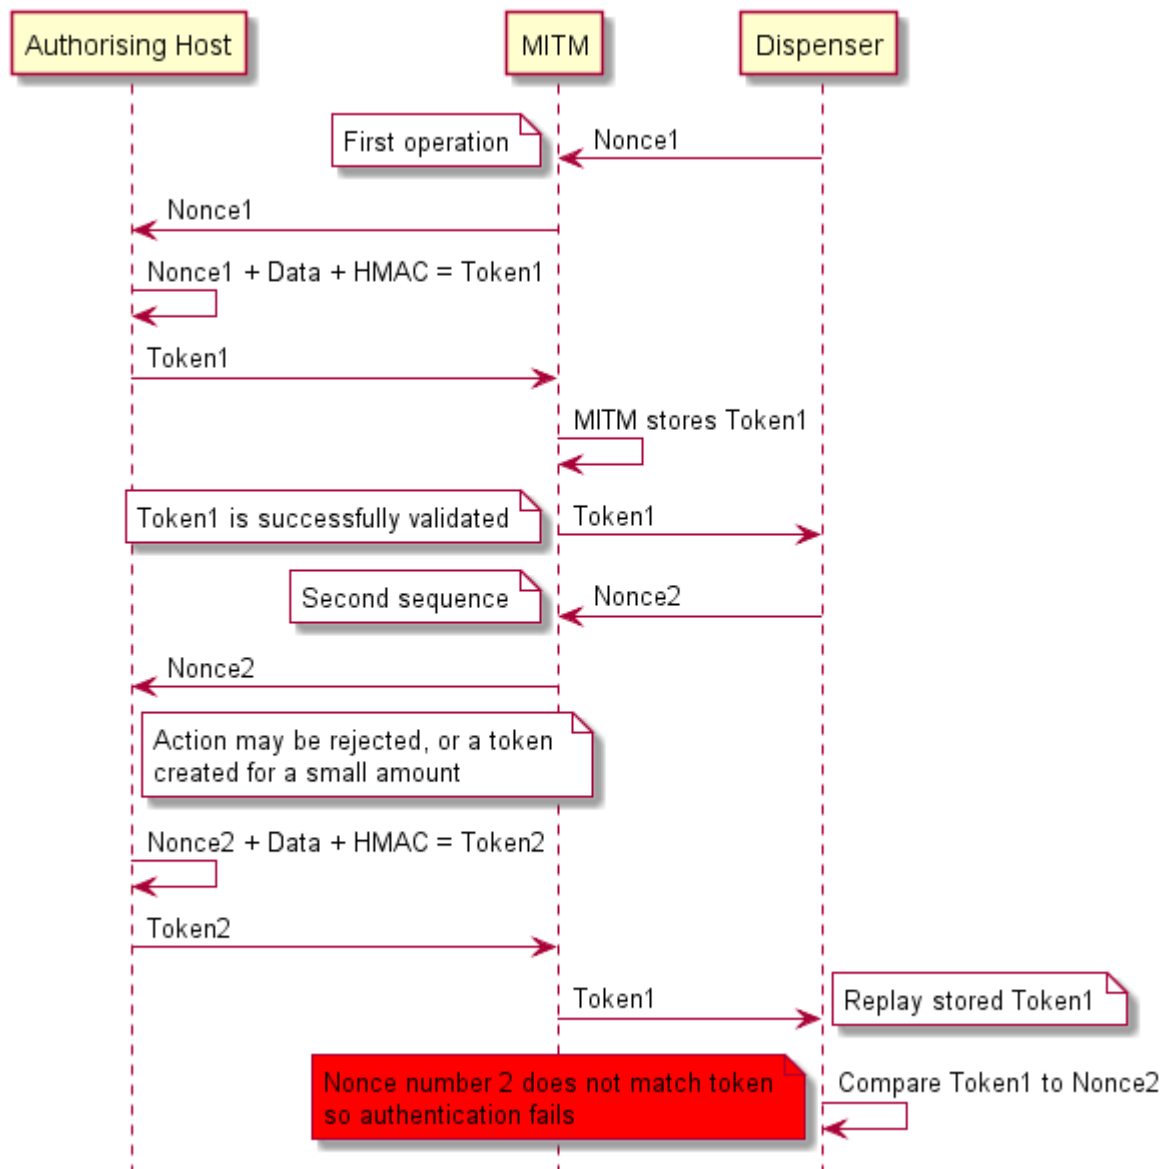 Authorising Host
MITM
Dispenser
First operation
Nonce1
Nonce1
Nonce1 + Data + HMAC = Token1
Token1
MITM stores Token1
Token1 is successfully validated
Token1
Second sequence
Nonce2
Nonce2
Action may be rejected, or a token
created for a small amount
Nonce2 + Data + HMAC = Token2
Token2
Token1
Replay stored Token1
Nonce number 2 does not match token
so authentication fails
Compare Token1 to Nonce2